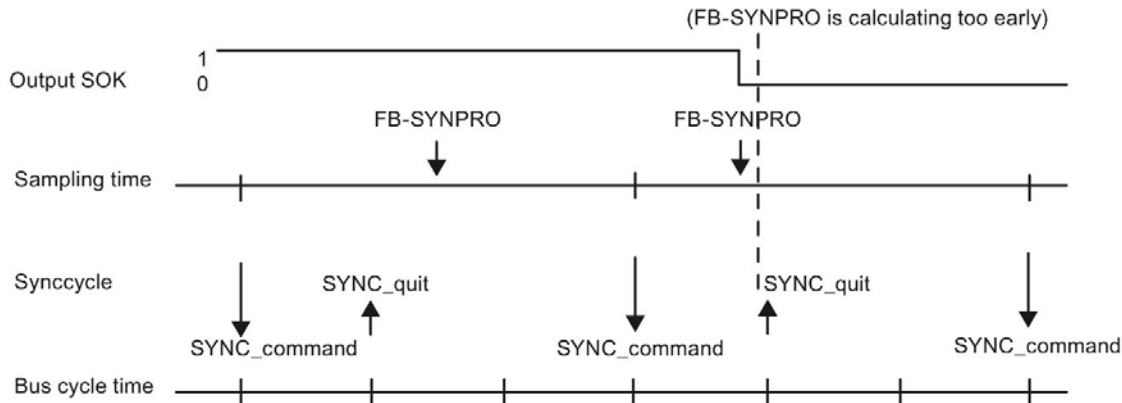 (FB-SYNPRO is calculating too early)
1
Output SOK
0
FB-SYNPRO FB-SYNPRO
Sampling time
Synccycle
SYNC_quit SYNC_quit
SYNC_command SYNC_command SYNC_command
Bus cycle time